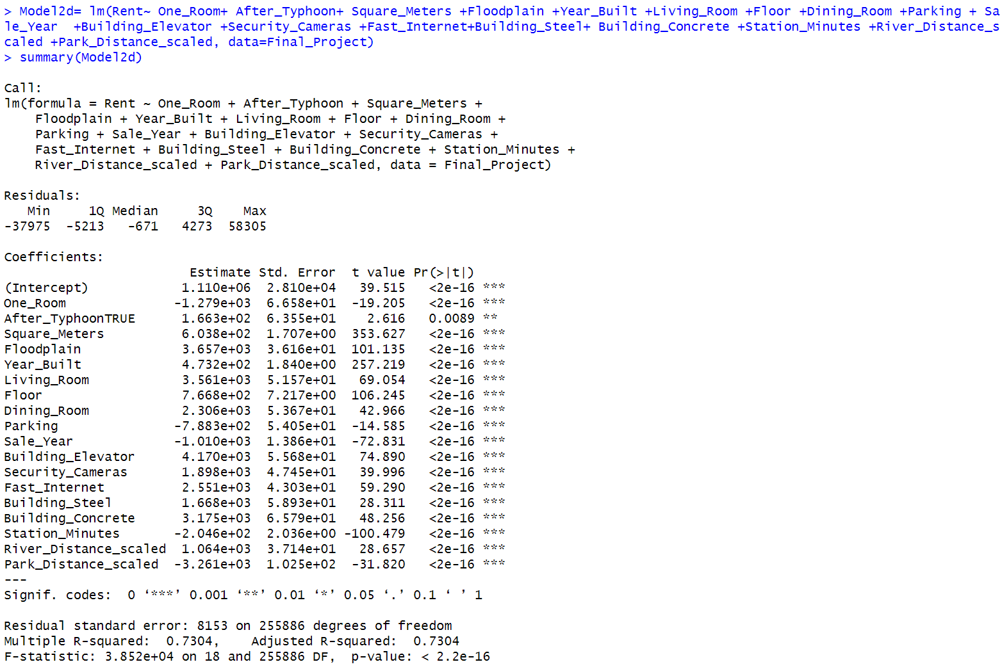 > Model2d= lm(Rent~ One_Room+ After_Typhoon+ Square_Meters +Floodplain +Year_Built +Living_Room +Floor +Dining_Room +Parking + Sa
le_Year  +Building_Elevator +Security_Cameras +Fast_Internet+Building_Steel+ Building_Concrete +Station_Minutes +River_Distance_s
caled +Park_Distance_scaled, data=Final_Project)
> summary(Model2d)
Call:
lm(formula = Rent ~ One_Room + After_Typhoon + Square_Meters +
    Floodplain + Year_Built + Living_Room + Floor + Dining_Room +
    Parking + Sale_Year + Building_Elevator + Security_Cameras +
    Fast_Internet + Building_Steel + Building_Concrete + Station_Minutes +
    River_Distance_scaled + Park_Distance_scaled, data = Final_Project)
Residuals:
   Min     1Q Median     3Q    Max
-37975  -5213   -671   4273  58305
Coefficients:
                        Estimate Std. Error  t value Pr(>|t|)
(Intercept)            1.110e+06  2.810e+04   39.515   <2e-16 ***
One_Room              -1.279e+03  6.658e+01  -19.205   <2e-16 ***
After_TyphoonTRUE      1.663e+02  6.355e+01    2.616   0.0089 **
Square_Meters          6.038e+02  1.707e+00  353.627   <2e-16 ***
Floodplain             3.657e+03  3.616e+01  101.135   <2e-16 ***
Year_Built             4.732e+02  1.840e+00  257.219   <2e-16 ***
Living_Room            3.561e+03  5.157e+01   69.054   <2e-16 ***
Floor                  7.668e+02  7.217e+00  106.245   <2e-16 ***
Dining_Room            2.306e+03  5.367e+01   42.966   <2e-16 ***
Parking               -7.883e+02  5.405e+01  -14.585   <2e-16 ***
Sale_Year             -1.010e+03  1.386e+01  -72.831   <2e-16 ***
Building_Elevator      4.170e+03  5.568e+01   74.890   <2e-16 ***
Security_Cameras       1.898e+03  4.745e+01   39.996   <2e-16 ***
Fast_Internet          2.551e+03  4.303e+01   59.290   <2e-16 ***
Building_Steel         1.668e+03  5.893e+01   28.311   <2e-16 ***
Building_Concrete      3.175e+03  6.579e+01   48.256   <2e-16 ***
Station_Minutes       -2.046e+02  2.036e+00 -100.479   <2e-16 ***
River_Distance_scaled  1.064e+03  3.714e+01   28.657   <2e-16 ***
Park_Distance_scaled  -3.261e+03  1.025e+02  -31.820   <2e-16 ***
---
Signif. codes:  0 ‘***’ 0.001 ‘**’ 0.01 ‘*’ 0.05 ‘.’ 0.1 ‘ ’ 1
Residual standard error: 8153 on 255886 degrees of freedom
Multiple R-squared:  0.7304,    Adjusted R-squared:  0.7304
F-statistic: 3.852e+04 on 18 and 255886 DF,  p-value: < 2.2e-16